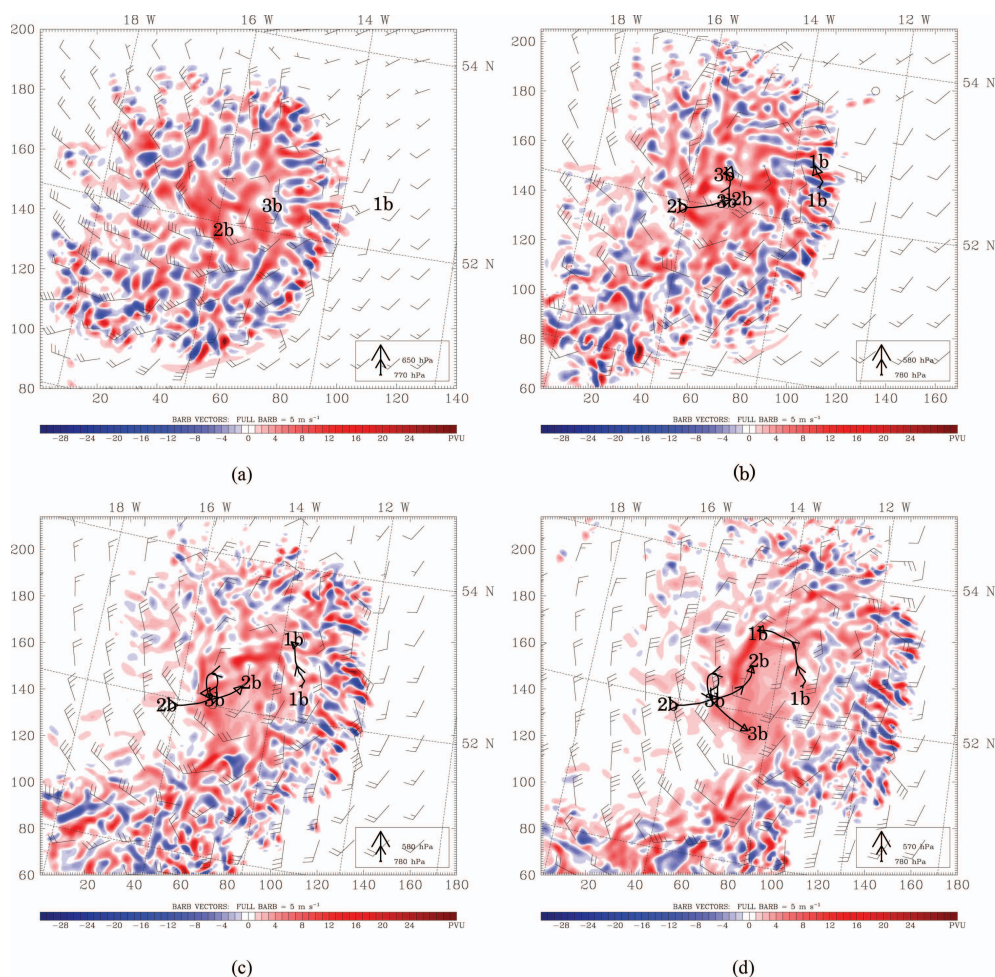 18 W 16 W 14 W
200
180
160
140
120
100
80
54 N
52 N
3b
1b
2b
650 hPa
770 hPa
20 40 60 80 100 120 140
BARB VECTORS: FULL BARB = 5 m s⁻¹
−28 −24 −20 −16 −12 −8 −4 0 4 8 12 16 20 24 PVU
(a)
18 W 16 W 14 W 12 W
200
180
160
140
120
100
80
60
54 N
52 N
1b
3b
2b 3b 2b 1b
580 hPa
780 hPa
20 40 60 80 100 120 140 160
BARB VECTORS: FULL BARB = 5 m s⁻¹
−28 −24 −20 −16 −12 −8 −4 0 4 8 12 16 20 24 PVU
(b)
18 W 16 W 14 W 12 W
200
180
160
140
120
100
80
60
54 N
52 N
1b
2b
2b 3b 1b
580 hPa
780 hPa
20 40 60 80 100 120 140 160 180
BARB VECTORS: FULL BARB = 5 m s⁻¹
−28 −24 −20 −16 −12 −8 −4 0 4 8 12 16 20 24 PVU
(c)
18 W 16 W 14 W 12 W
200
180
160
140
120
100
80
60
54 N
52 N
1b
2b
2b 3b 1b
3b
570 hPa
780 hPa
20 40 60 80 100 120 140 160 180
BARB VECTORS: FULL BARB = 5 m s⁻¹
−28 −24 −20 −16 −12 −8 −4 0 4 8 12 16 20 24 PVU
(d)